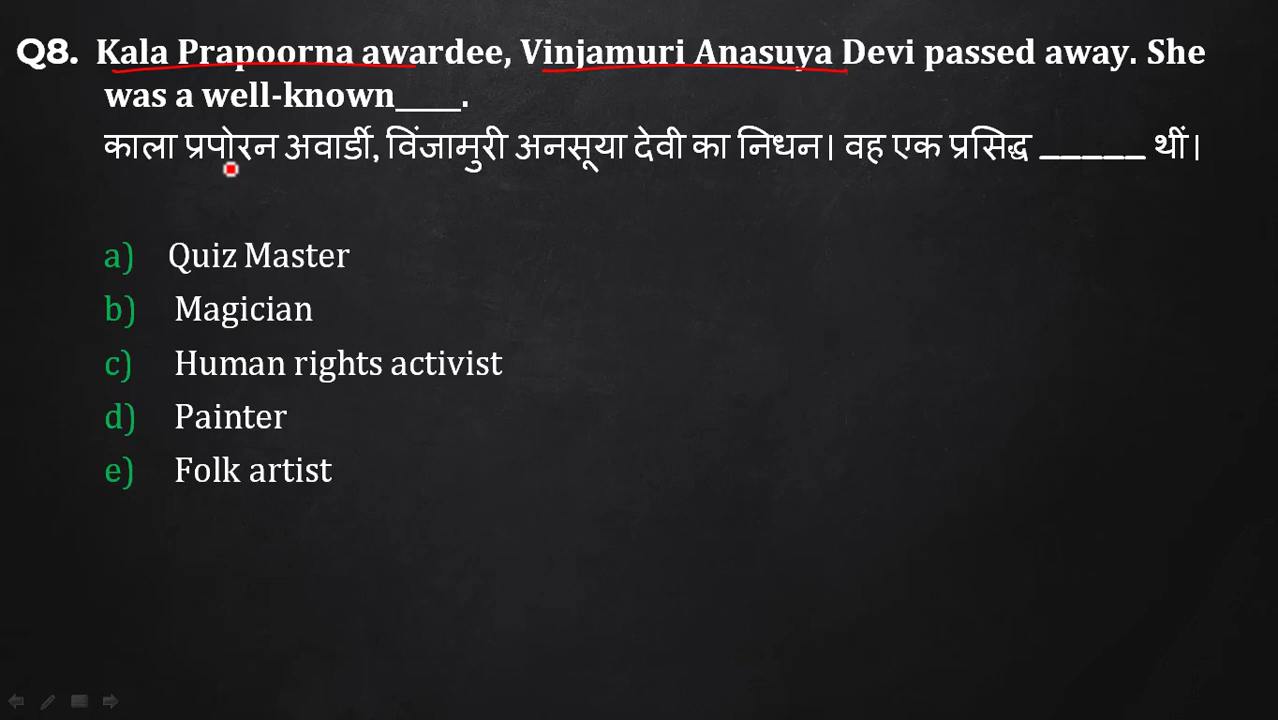 Q8. Kala Prapoorna awardee, Vinjamuri Anasuya Devi passed away. She
was a well-known____.
काला प्रपोरन अवार्डी, विंजामुरी अनसूया देवी का निधन। वह एक प्रसिद्ध ______ थीं।
a) Quiz Master
b) Magician
c) Human rights activist
d) Painter
e) Folk artist